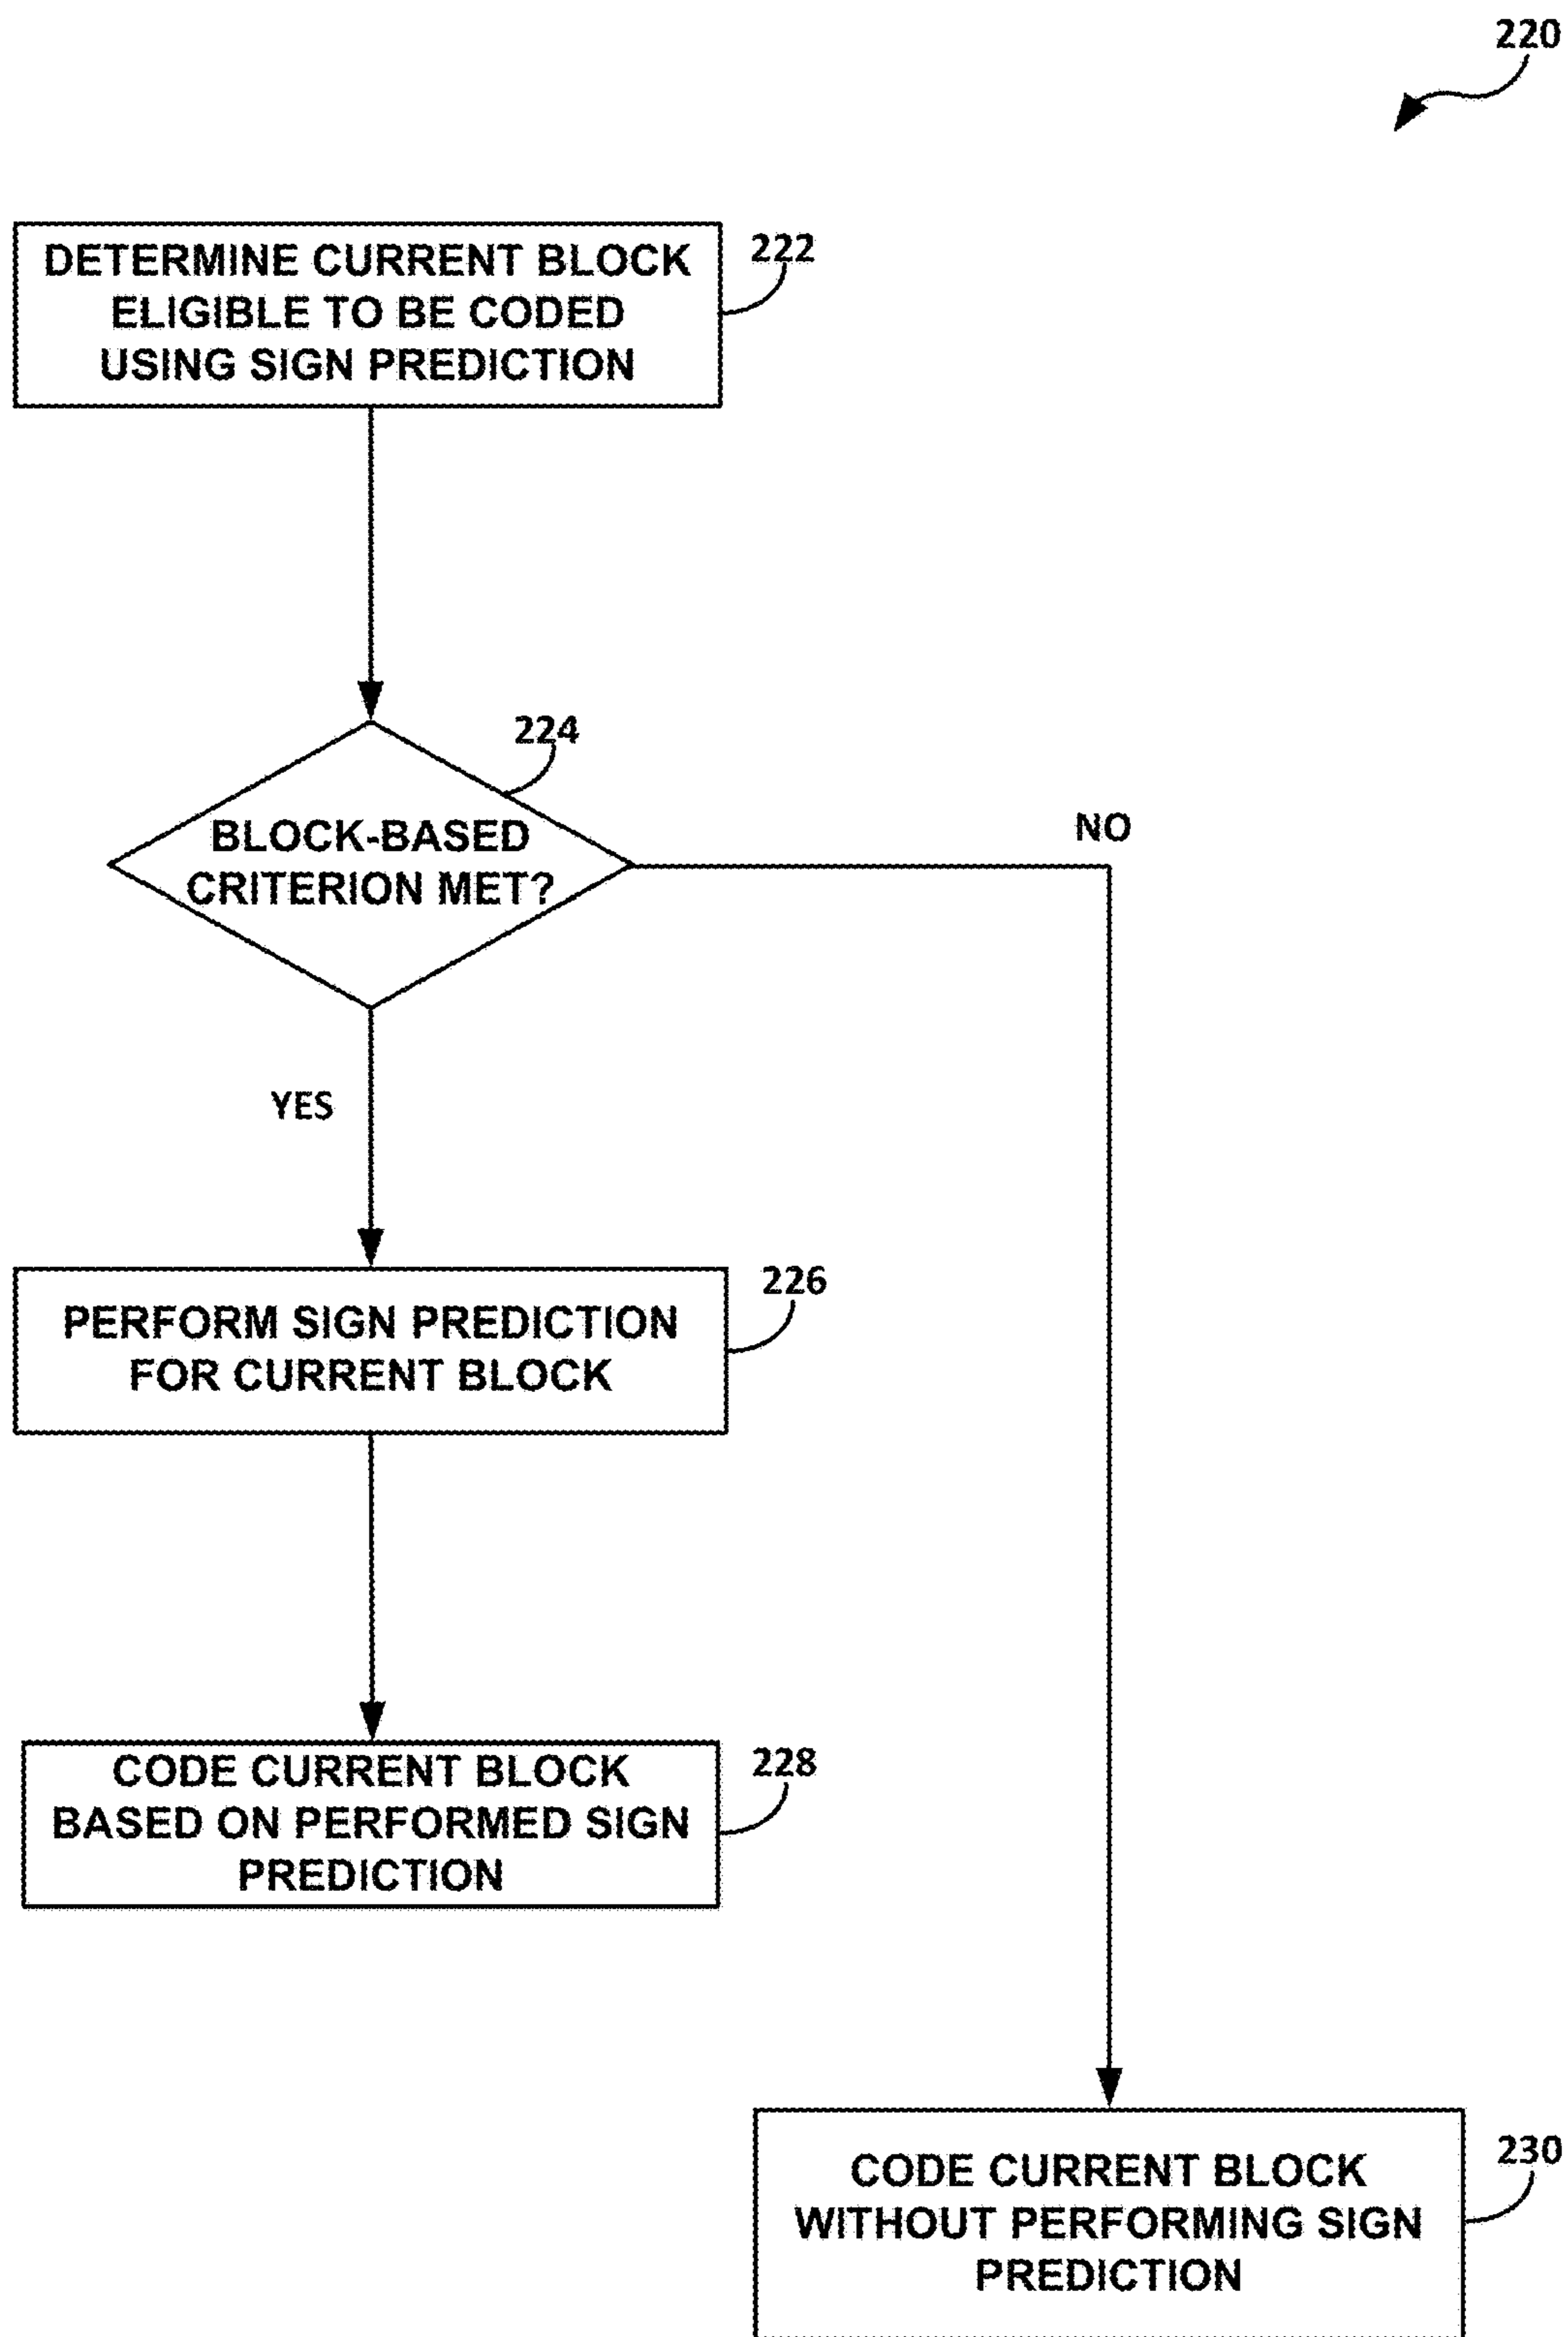 220
DETERMINE CURRENT BLOCK
ELIGIBLE TO BE CODED
USING SIGN PREDICTION
222
224
BLOCK-BASED
CRITERION MET?
NO
YES
PERFORM SIGN PREDICTION
FOR CURRENT BLOCK
226
CODE CURRENT BLOCK
BASED ON PERFORMED SIGN
PREDICTION
228
CODE CURRENT BLOCK
WITHOUT PERFORMING SIGN
PREDICTION
230